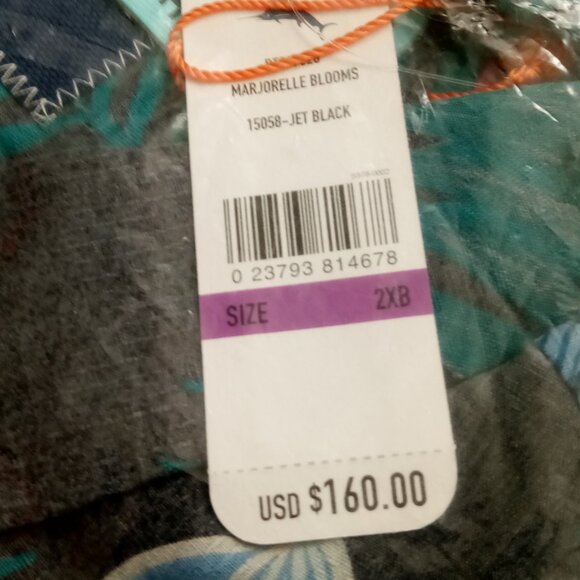 MARJORELLE BLOOMS
15058-JET BLACK
0 23793 814678
SIZE 2XB
USD $160.00